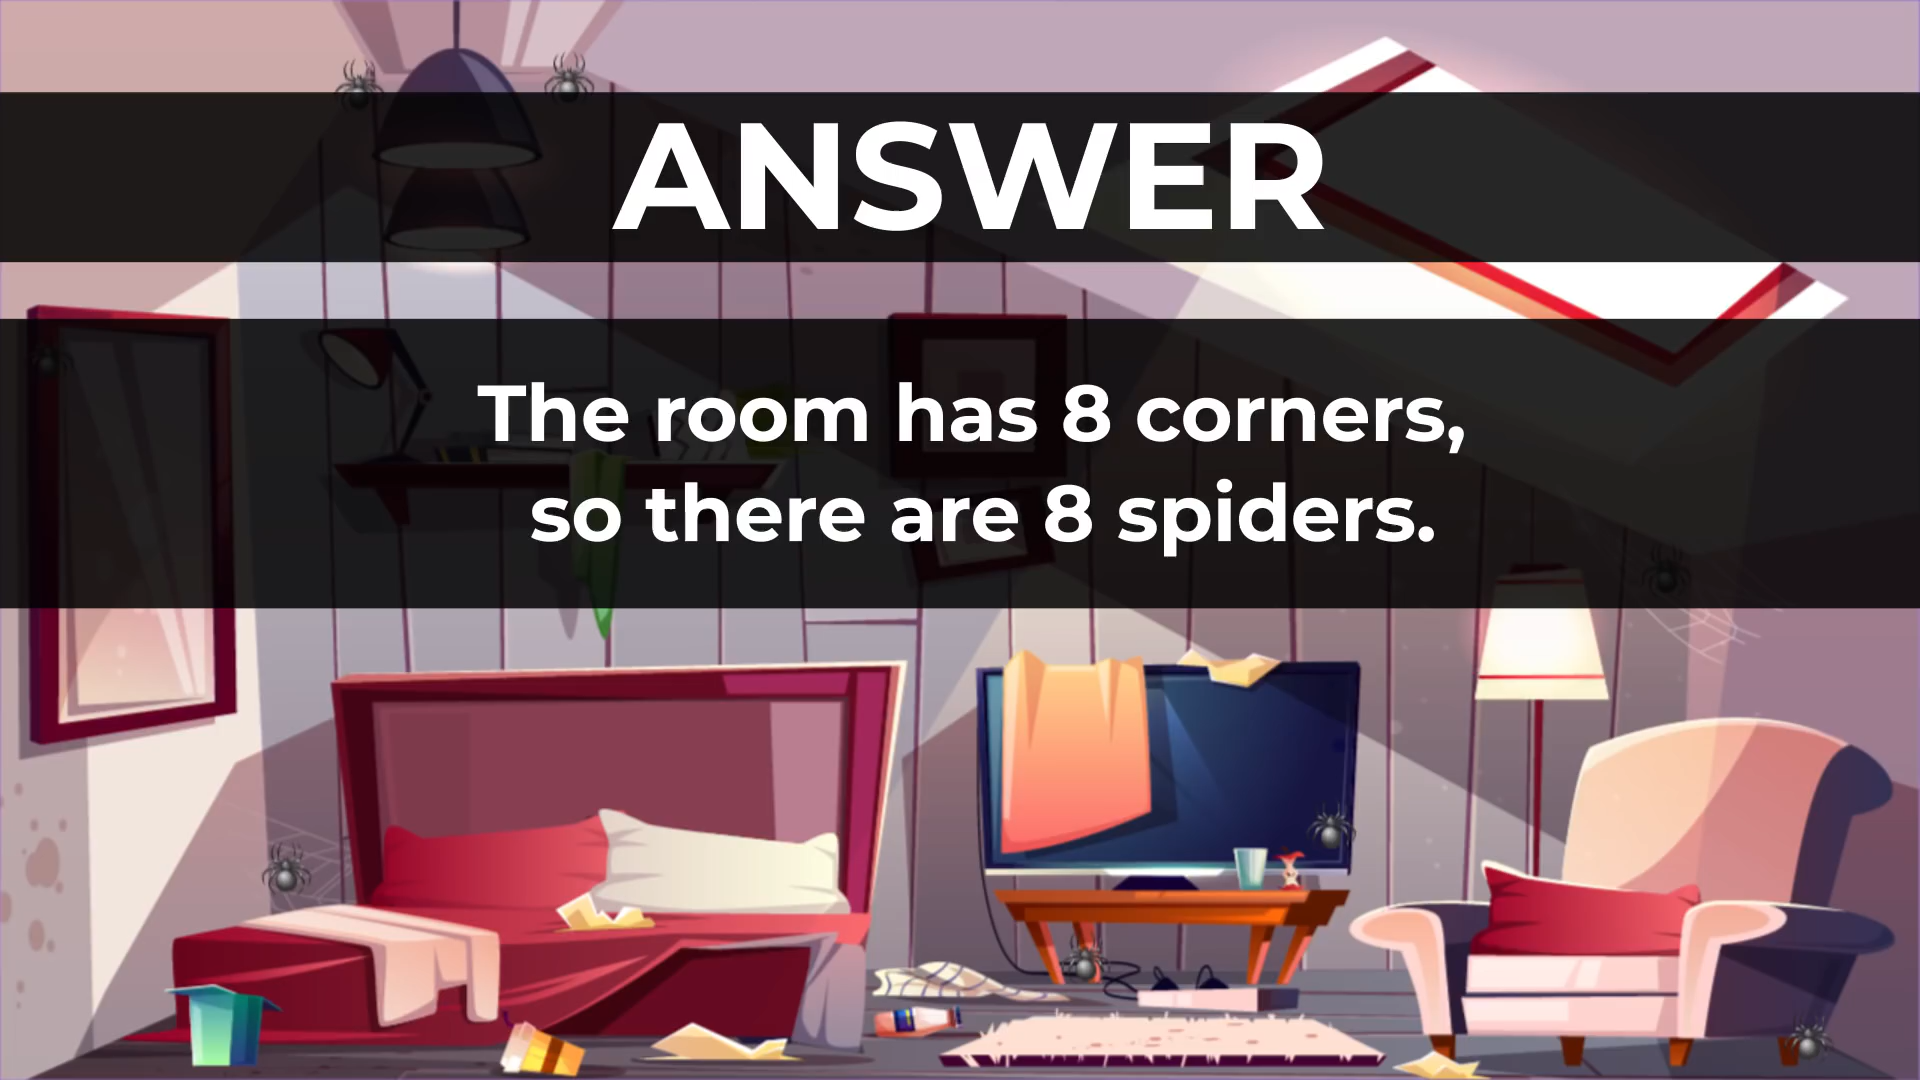 ANSWER
The room has 8 corners,
so there are 8 spiders.